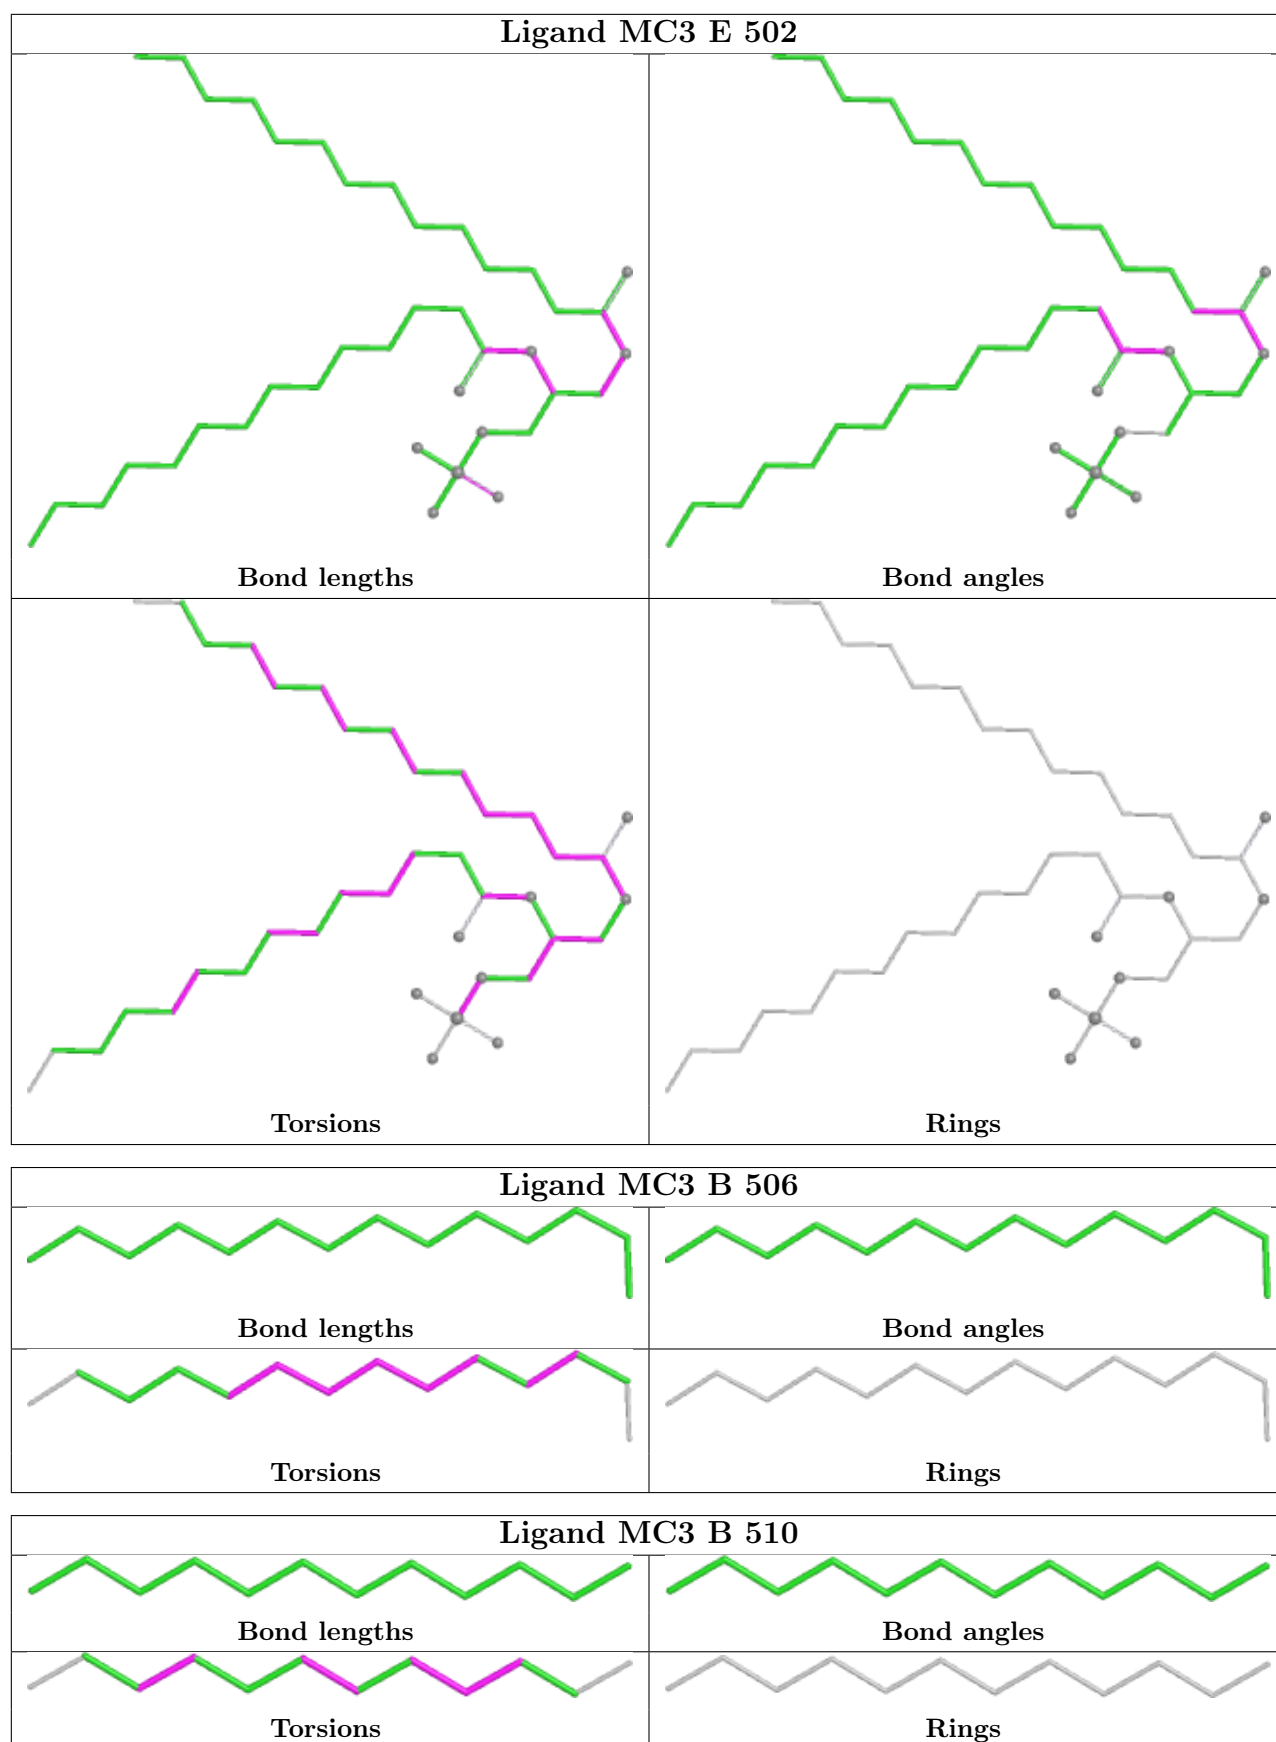 Ligand MC3 E 502
Bond lengths
Bond angles
Torsions
Rings
Ligand MC3 B 506
Bond lengths
Bond angles
Torsions
Rings
Ligand MC3 B 510
Bond lengths
Bond angles
Torsions
Rings